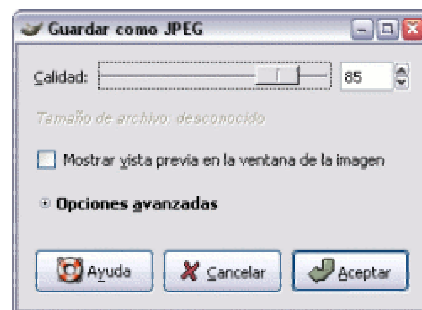 Guardar como JPEG
Calidad: 85
Tamaño de archivo: desconocido
Mostrar vista previa en la ventana de la imagen
Opciones avanzadas
Ayuda Cancelar Aceptar